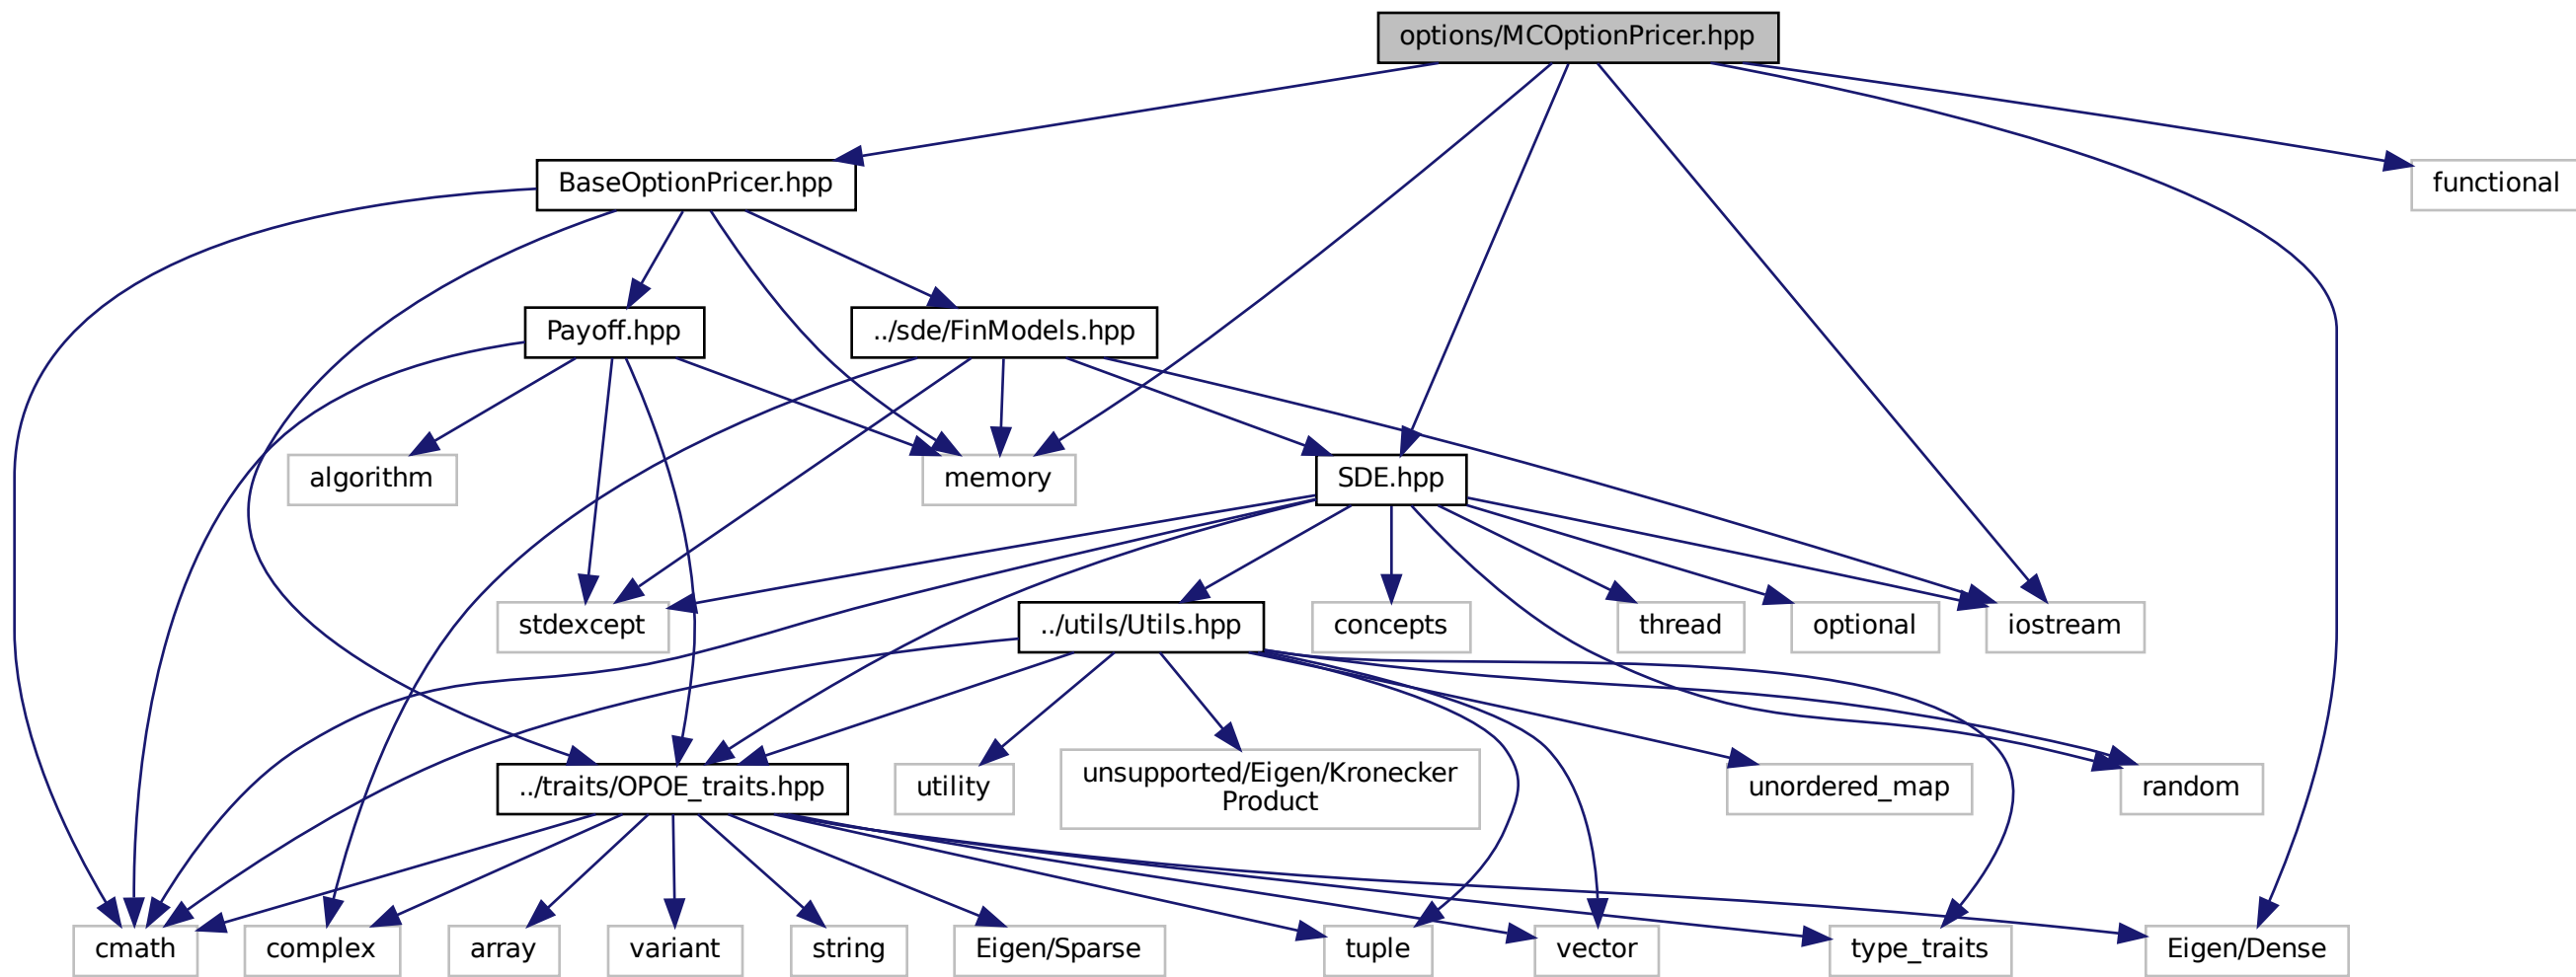 options/MCOptionPricer.hpp
BaseOptionPricer.hpp
functional
Payoff.hpp
../sde/FinModels.hpp
algorithm
memory
SDE.hpp
stdexcept
../utils/Utils.hpp
concepts
thread
optional
iostream
../traits/OPOE_traits.hpp
utility
unsupported/Eigen/Kronecker
Product
unordered_map
random
cmath
complex
array
variant
string
Eigen/Sparse
tuple
vector
type_traits
Eigen/Dense